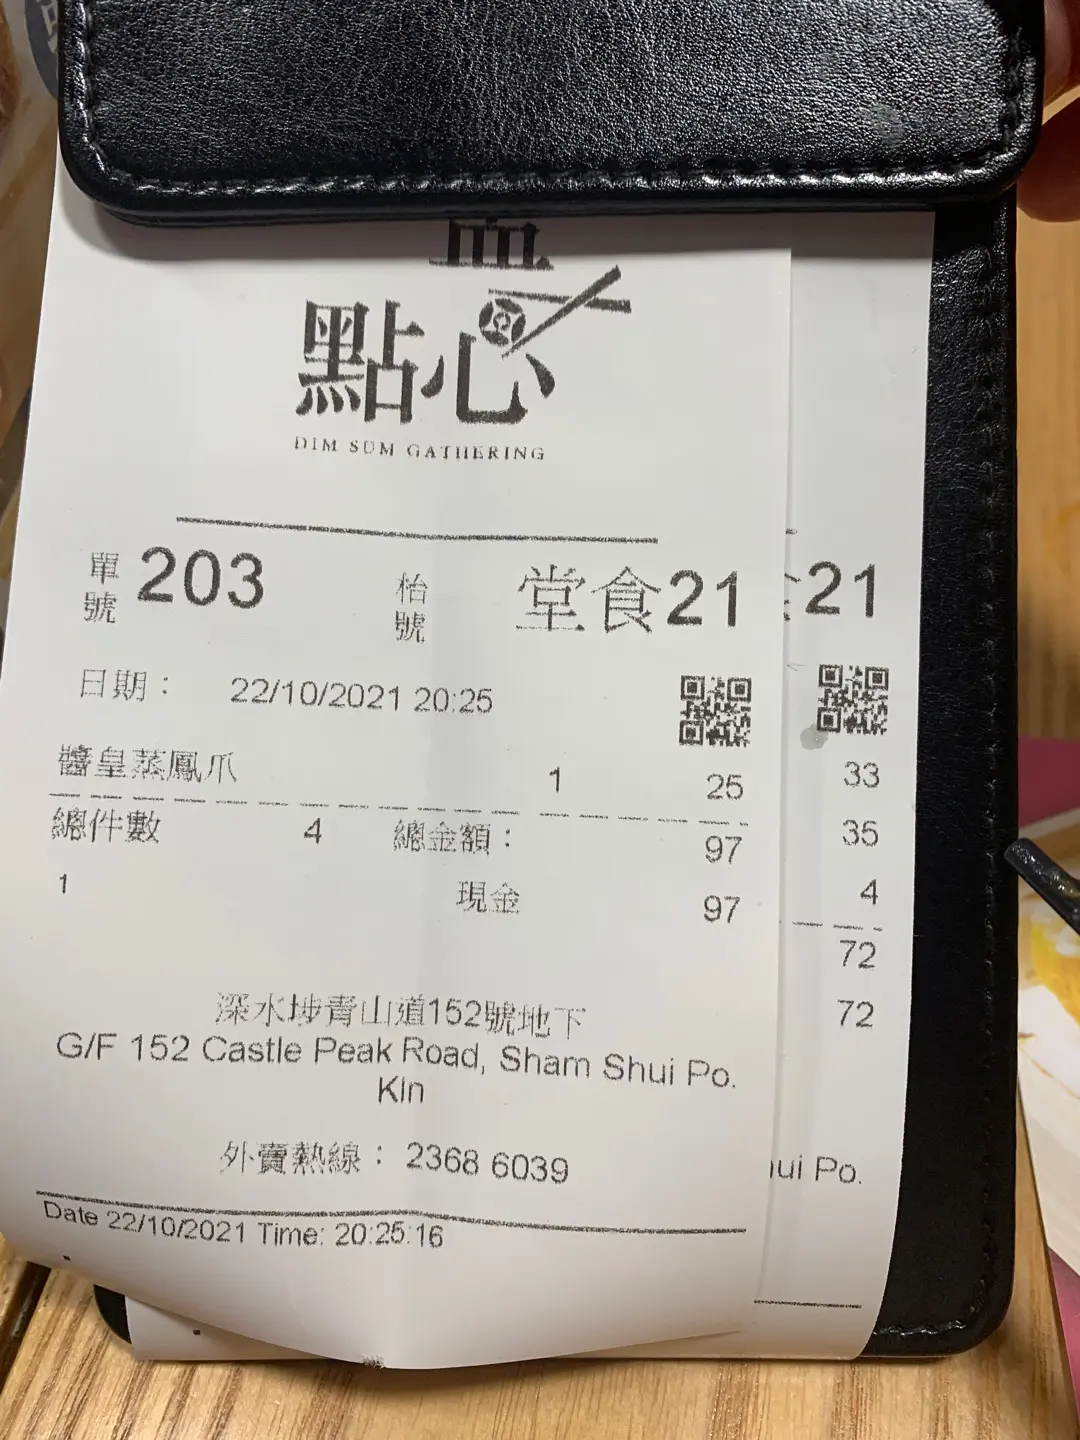 點心
DIM SUM GATHERING
單號 203 枱號 堂食21
21
日期： 22/10/2021 20:25
醬皇蒸鳳爪 1 25
33
總件數 4 總金額： 97
35
1 現金 97
4
72
72
深水埗青山道152號地下
G/F 152 Castle Peak Road, Sham Shui Po.
Kln
外賣熱線： 2368 6039
ui Po.
Date 22/10/2021 Time: 20:25:16